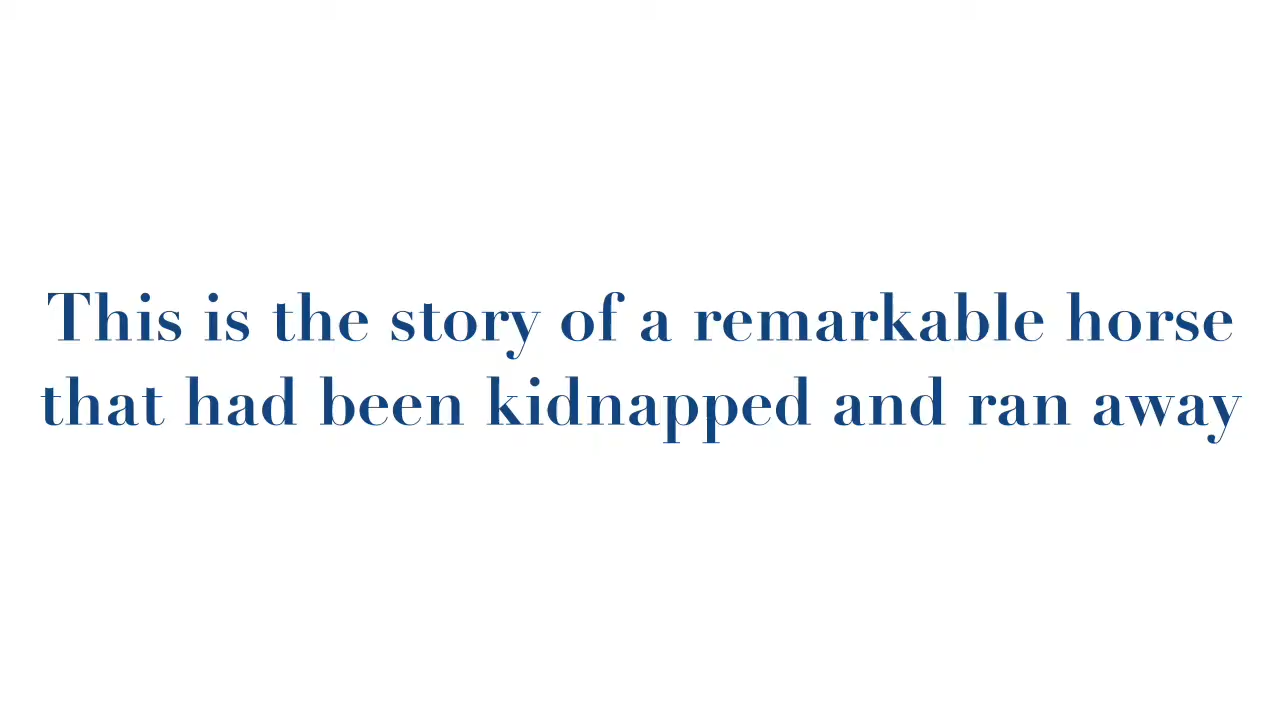 This is the story of a remarkable horse
that had been kidnapped and ran away